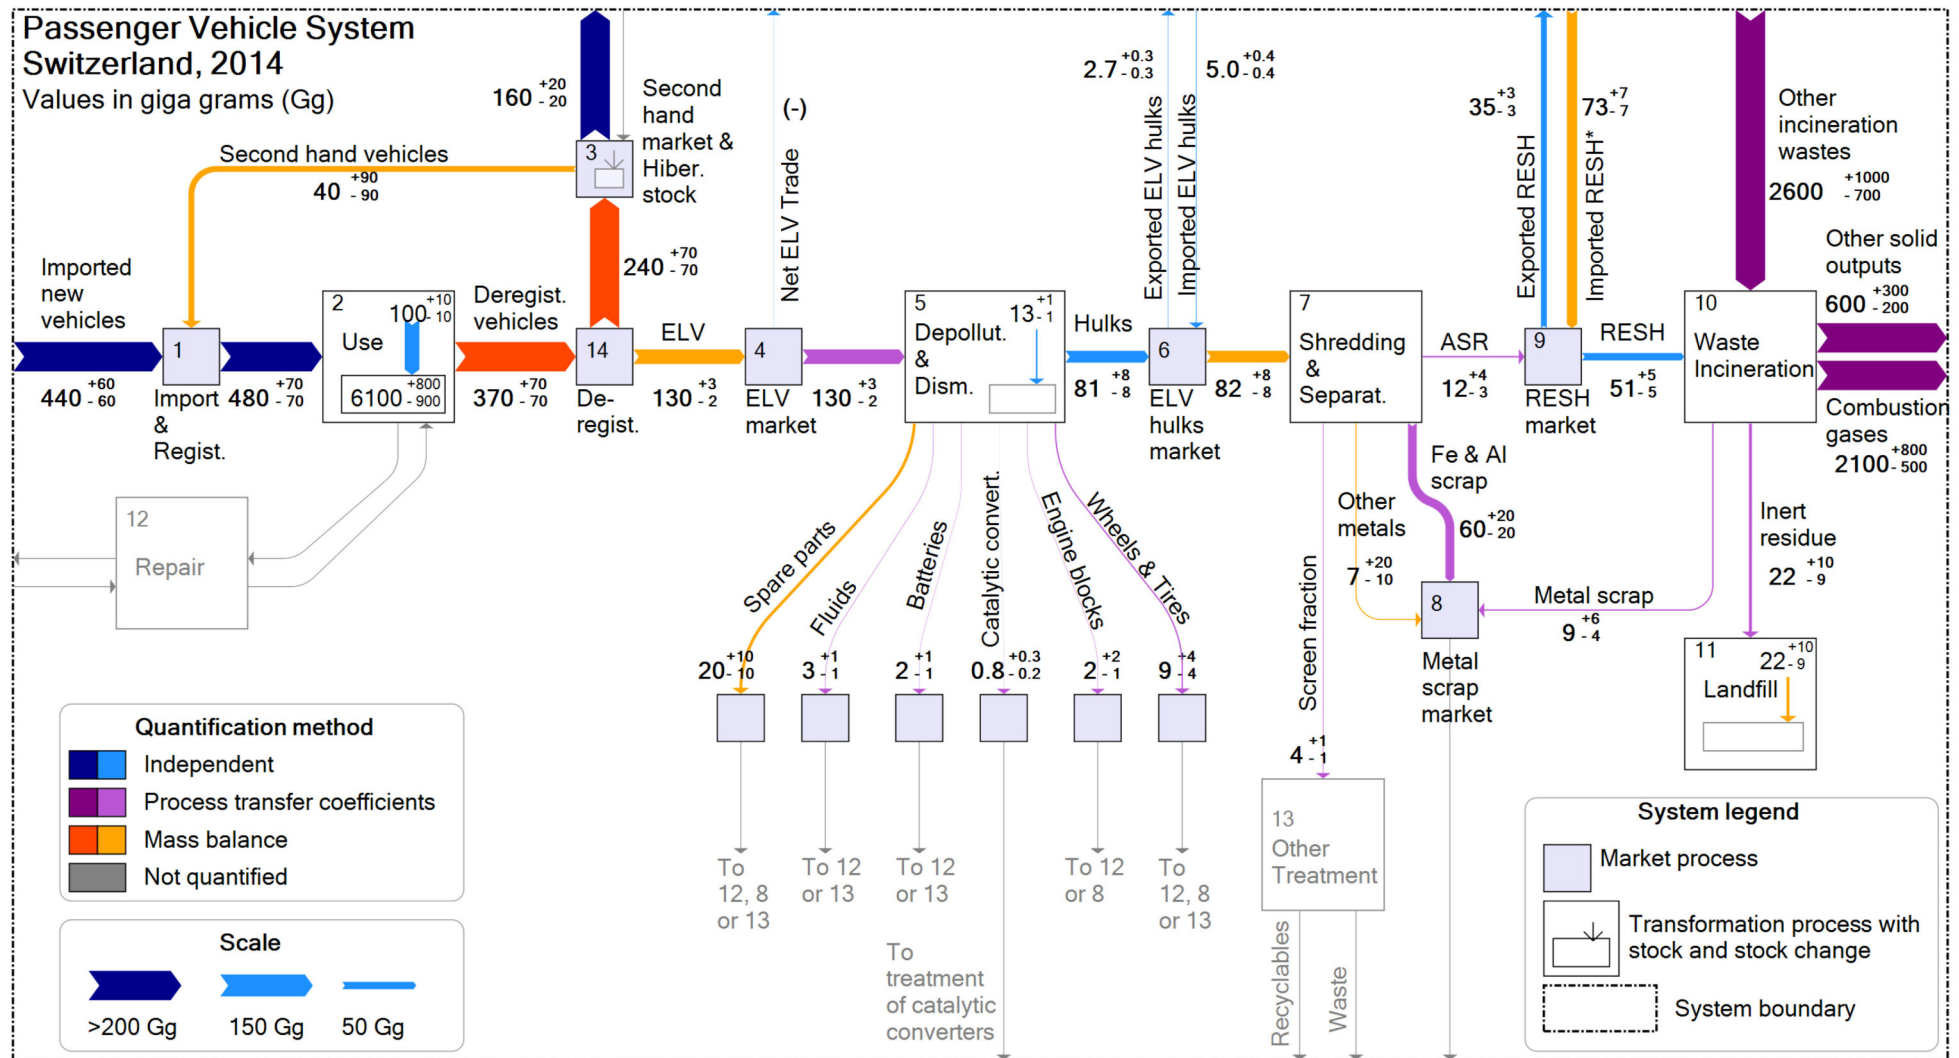 Passenger Vehicle System
Switzerland, 2014
Values in giga grams (Gg)
160 +20 - 20
Second
hand
market &
Hiber.
stock
3
Second hand vehicles
40 +90 - 90
240 +70 - 70
(-)
Net ELV Trade
2.7 +0.3 - 0.3
5.0 +0.4 - 0.4
Exported ELV hulks
Imported ELV hulks
35 +3 - 3
73 +7 - 7
Exported RESH
Imported RESH*
Other
incineration
wastes
2600 +1000 - 700
Other solid
outputs
600 +300 - 200
Imported
new
vehicles
440 +60 - 60
1
Import
&
Regist.
480 +70 - 70
2
Use
100 +10 - 10
6100 +800 - 900
Deregist.
vehicles
370 +70 - 70
14
De-
regist.
ELV
130 +3 - 2
4
ELV
market
130 +3 - 2
5
Depollut.
&
Dism.
13 +1 - 1
Hulks
81 +8 - 8
6
ELV
hulks
market
82 +8 - 8
7
Shredding
&
Separat.
ASR
12 +4 - 3
9
RESH
market
RESH
51 +5 - 5
10
Waste
Incineration
Combustion
gases
2100 +800 - 500
12
Repair
Spare parts
Fluids
Batteries
Catalytic convert.
Engine blocks
Wheels & Tires
20 +10 - 10
3 +1 - 1
2 +1 - 1
0.8 +0.3 - 0.2
2 +2 - 1
9 +4 - 4
Screen fraction
4 +1 - 1
Other
metals
7 +20 - 10
Fe & Al
scrap
60 +20 - 20
8
Metal
scrap
market
Metal scrap
9 +6 - 4
Inert
residue
22 +10 - 9
11
22 +10 - 9
Landfill
To
12, 8
or 13
To 12
or 13
To 12
or 13
To
treatment
of catalytic
converters
To 12
or 8
To
12, 8
or 13
13
Other
Treatment
Recyclables
Waste
Quantification method
Independent
Process transfer coefficients
Mass balance
Not quantified
Scale
>200 Gg
150 Gg
50 Gg
System legend
Market process
Transformation process with
stock and stock change
System boundary